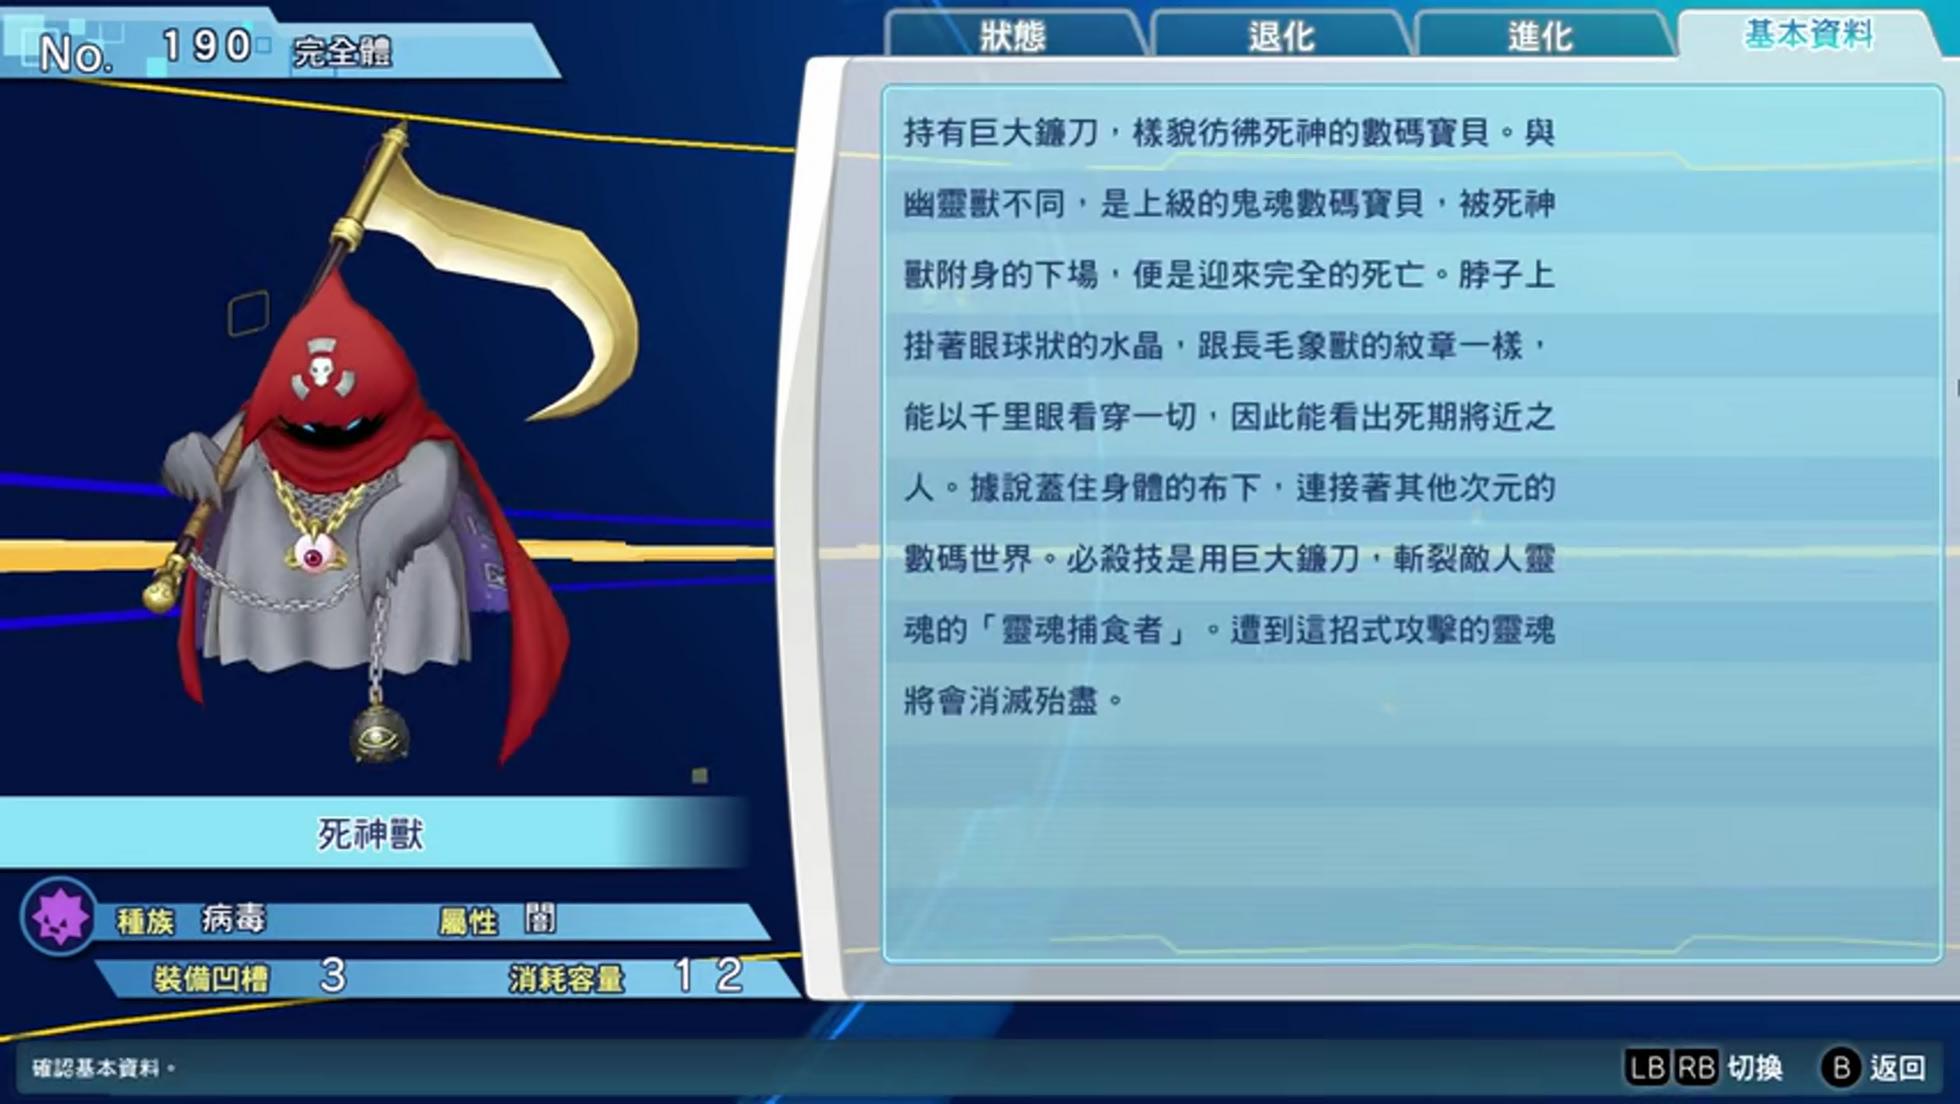 No. 190 完全體
狀態
退化
進化
基本資料
持有巨大鐮刀，樣貌彷彿死神的數碼寶貝。與
幽靈獸不同，是上級的鬼魂數碼寶貝，被死神
獸附身的下場，便是迎來完全的死亡。脖子上
掛著眼球狀的水晶，跟長毛象獸的紋章一樣，
能以千里眼看穿一切，因此能看出死期將近之
人。據說蓋住身體的布下，連接著其他次元的
數碼世界。必殺技是用巨大鐮刀，斬裂敵人靈
魂的「靈魂捕食者」。遭到這招式攻擊的靈魂
將會消滅殆盡。
死神獸
種族 病毒 屬性 闇
裝備凹槽 3 消耗容量 12
確認基本資料。
LB RB 切換 B 返回